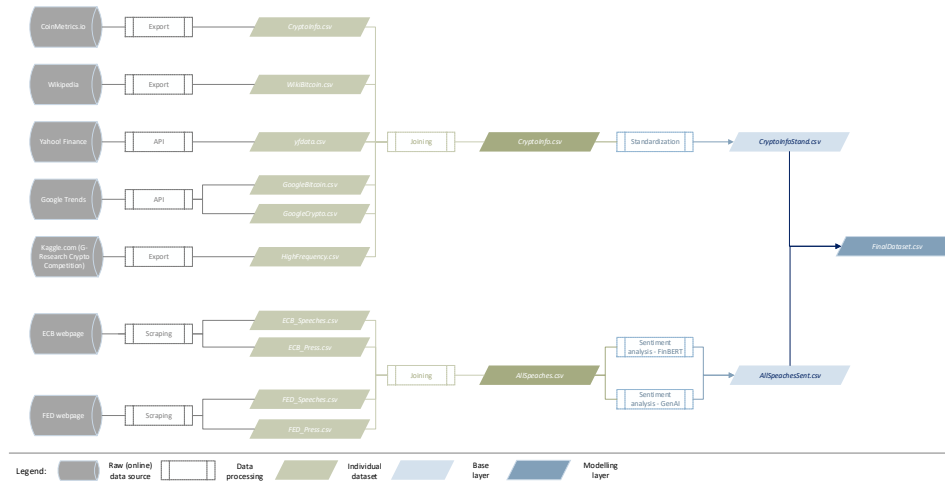 CoinMetrics.io
Export
CryptoInfo.csv
Wikipedia
Export
WikiBitcoin.csv
Yahoo! Finance
API
yfdata.csv
Joining
CryptoInfo.csv
Standardization
CryptoInfoStand.csv
Google Trends
API
GoogleBitcoin.csv
GoogleCrypto.csv
Kaggle.com (G-
Research Crypto
Competition)
Export
HighFrequency.csv
FinalDataset.csv
ECB webpage
Scraping
ECB_Speeches.csv
ECB_Press.csv
Joining
AllSpeaches.csv
Sentiment
analysis - FinBERT
Sentiment
analysis - GenAI
AllSpeachesSent.csv
FED webpage
Scraping
FED_Speeches.csv
FED_Press.csv
Legend:
Raw (online)
data source
Data
processing
Individual
dataset
Base
layer
Modelling
layer